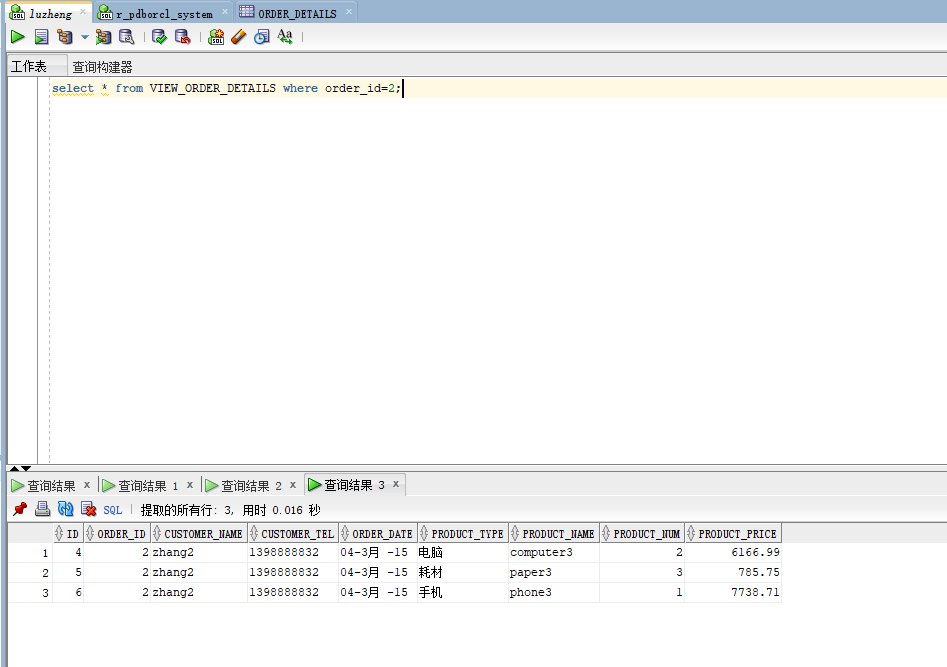 luzheng r_pdborcl_system ORDER_DETAILS
工作表 查询构建器
select * from VIEW_ORDER_DETAILS where order_id=2;
查询结果 x 查询结果 1 x 查询结果 2 x 查询结果 3 x
SQL 提取的所有行: 3, 用时 0.016 秒
ID ORDER_ID CUSTOMER_NAME CUSTOMER_TEL ORDER_DATE PRODUCT_TYPE PRODUCT_NAME PRODUCT_NUM PRODUCT_PRICE
1 4 2 zhang2 1398888832 04-3月 -15 电脑 computer3 2 6166.99
2 5 2 zhang2 1398888832 04-3月 -15 耗材 paper3 3 785.75
3 6 2 zhang2 1398888832 04-3月 -15 手机 phone3 1 7738.71